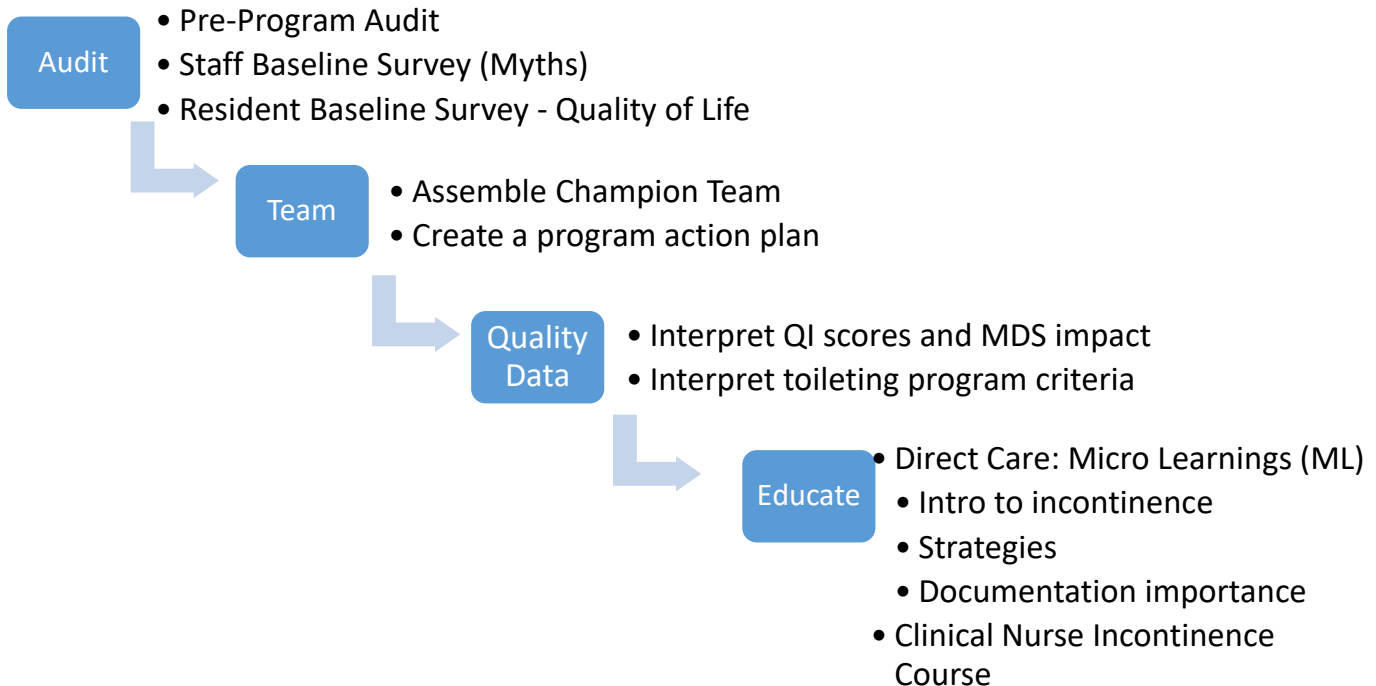 Audit
• Pre-Program Audit
• Staff Baseline Survey (Myths)
• Resident Baseline Survey - Quality of Life
Team
• Assemble Champion Team
• Create a program action plan
Quality
Data
• Interpret QI scores and MDS impact
• Interpret toileting program criteria
Educate
• Direct Care: Micro Learnings (ML)
• Intro to incontinence
• Strategies
• Documentation importance
• Clinical Nurse Incontinence
Course